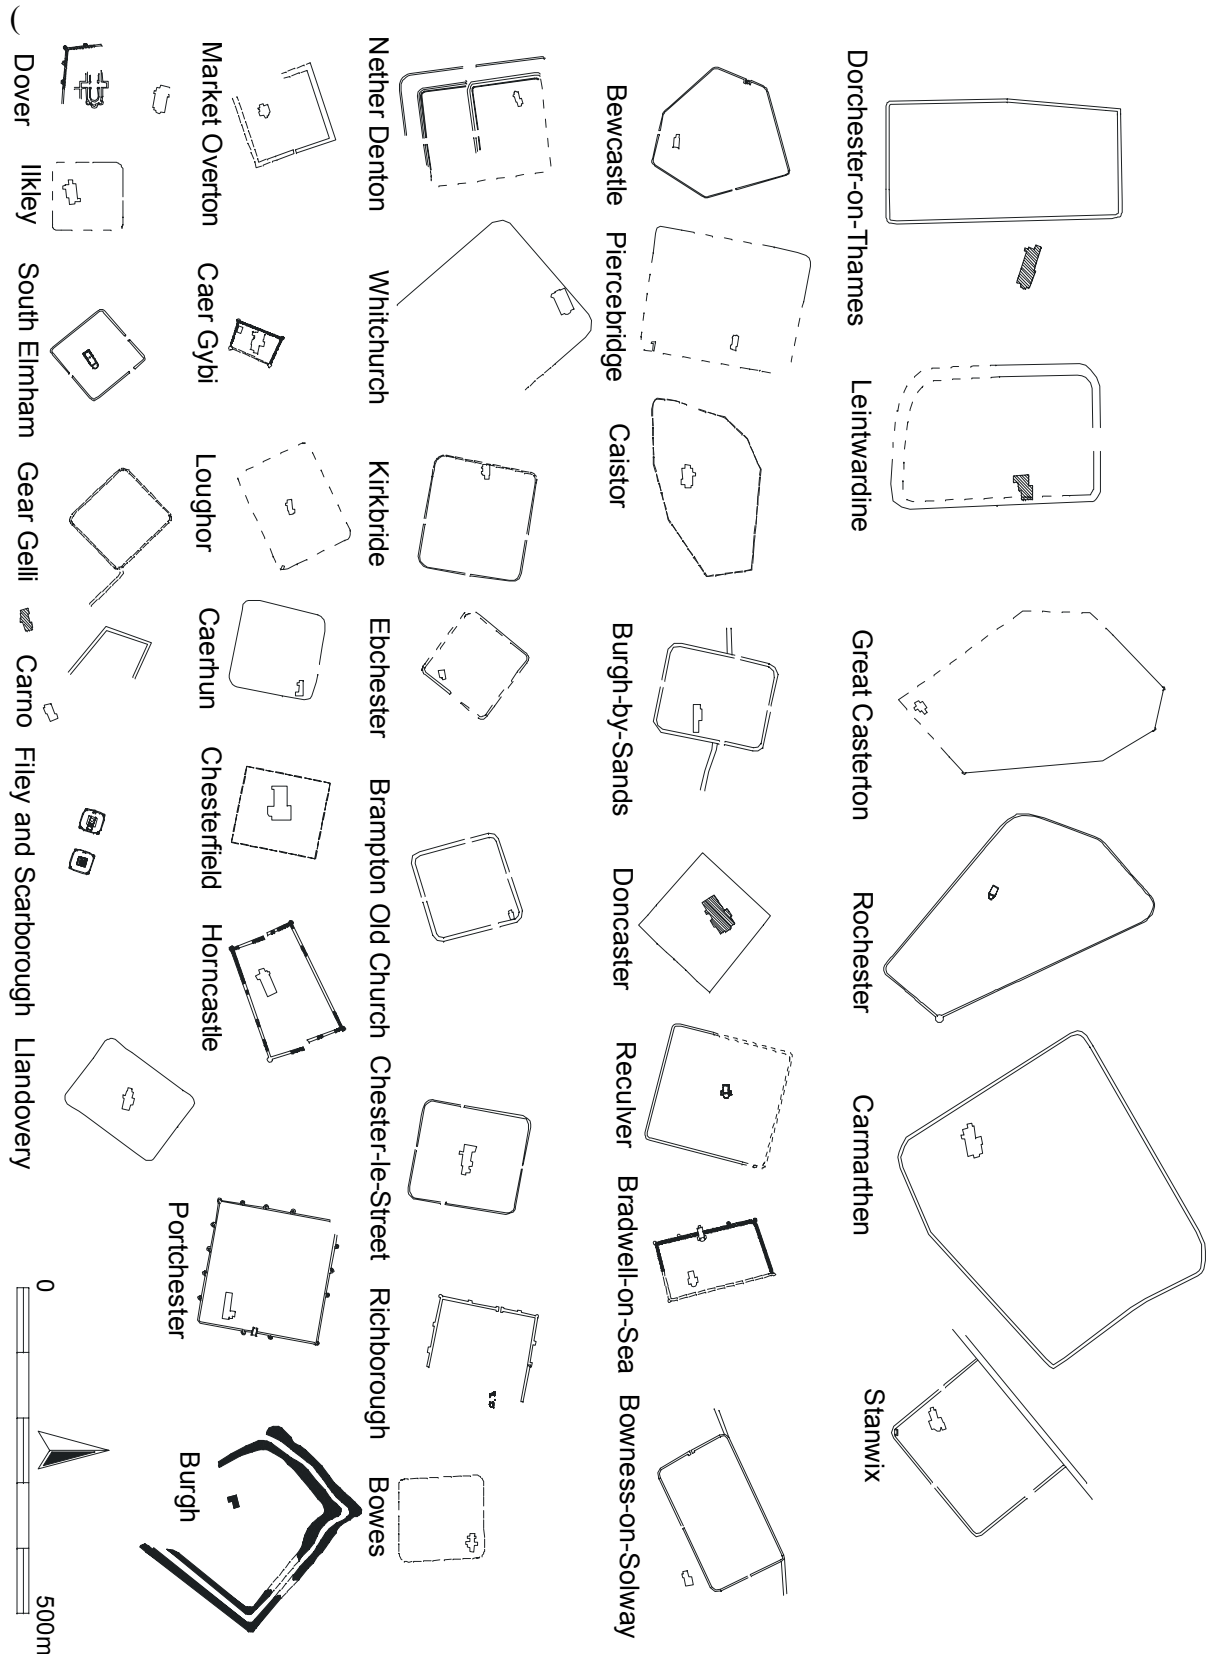 (
Dorchester-on-Thames
Leintwardine
Great Casterton
Rochester
Carmarthen
Stanwix
Bewcastle
Piercebridge
Caistor
Burgh-by-Sands
Doncaster
Reculver
Bradwell-on-Sea
Bowness-on-Solway
Nether Denton
Whitchurch
Kirkbride
Ebchester
Brampton Old Church
Chester-le-Street
Richborough
Bowes
Market Overton
Caer Gybi
Loughor
Caerhun
Chesterfield
Horncastle
Portchester
Burgh
Dover
Ilkley
South Elmham
Gear Gelli
Carno
Filey and Scarborough
Llandovery
0
500m